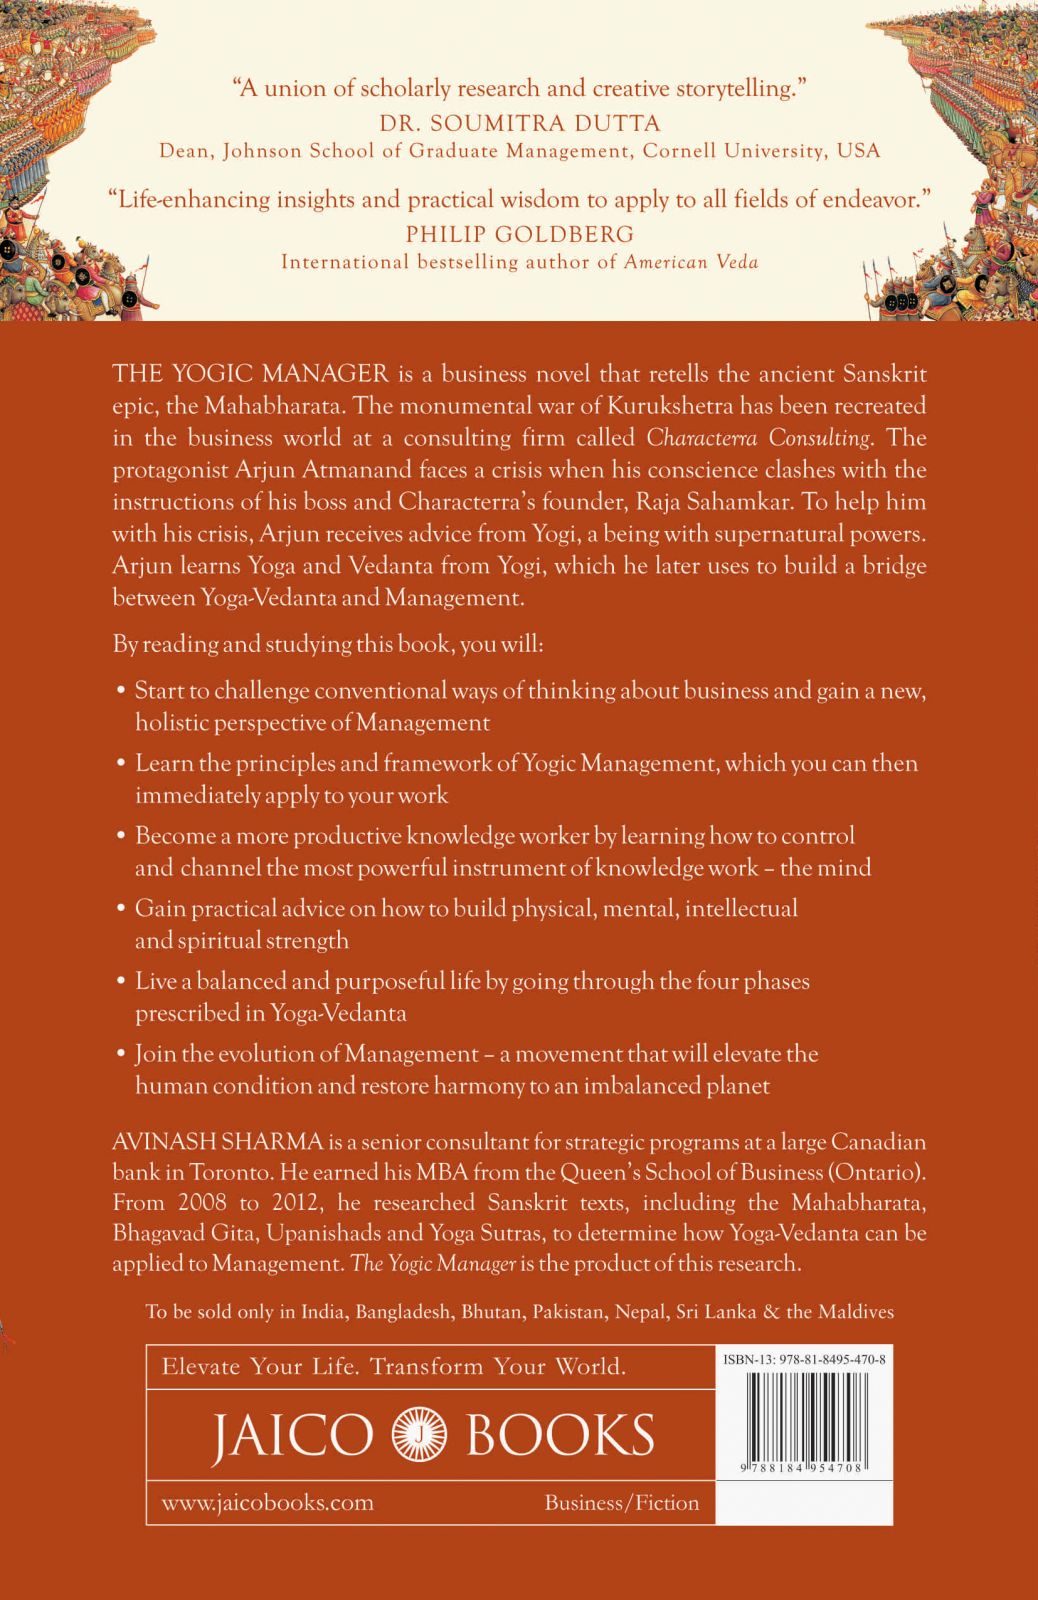 “A union of scholarly research and creative storytelling.”
DR. SOUMITRA DUTTA
Dean, Johnson School of Graduate Management, Cornell University, USA
“Life-enhancing insights and practical wisdom to apply to all fields of endeavor.”
PHILIP GOLDBERG
International bestselling author of American Veda
THE YOGIC MANAGER is a business novel that retells the ancient Sanskrit
epic, the Mahabharata. The monumental war of Kurukshetra has been recreated
in the business world at a consulting firm called Characterra Consulting. The
protagonist Arjun Atmanand faces a crisis when his conscience clashes with the
instructions of his boss and Characterra’s founder, Raja Sahamkar. To help him
with his crisis, Arjun receives advice from Yogi, a being with supernatural powers.
Arjun learns Yoga and Vedanta from Yogi, which he later uses to build a bridge
between Yoga-Vedanta and Management.
By reading and studying this book, you will:
• Start to challenge conventional ways of thinking about business and gain a new,
holistic perspective of Management
• Learn the principles and framework of Yogic Management, which you can then
immediately apply to your work
• Become a more productive knowledge worker by learning how to control
and channel the most powerful instrument of knowledge work – the mind
• Gain practical advice on how to build physical, mental, intellectual
and spiritual strength
• Live a balanced and purposeful life by going through the four phases
prescribed in Yoga-Vedanta
• Join the evolution of Management – a movement that will elevate the
human condition and restore harmony to an imbalanced planet
AVINASH SHARMA is a senior consultant for strategic programs at a large Canadian
bank in Toronto. He earned his MBA from the Queen’s School of Business (Ontario).
From 2008 to 2012, he researched Sanskrit texts, including the Mahabharata,
Bhagavad Gita, Upanishads and Yoga Sutras, to determine how Yoga-Vedanta can be
applied to Management. The Yogic Manager is the product of this research.
To be sold only in India, Bangladesh, Bhutan, Pakistan, Nepal, Sri Lanka & the Maldives
Elevate Your Life. Transform Your World.
JAICO J BOOKS
www.jaicobooks.com
Business/Fiction
ISBN-13: 978-81-8495-470-8
9 788184 954708